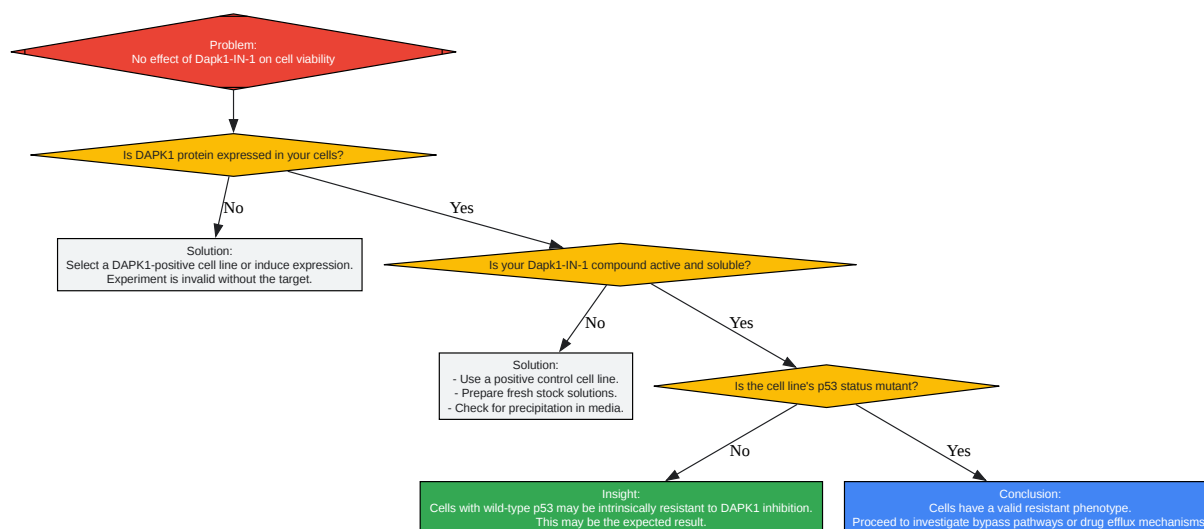 Problem:
No effect of Dapk1-IN-1 on cell viability
Is DAPK1 protein expressed in your cells?
No
Yes
Solution:
Select a DAPK1-positive cell line or induce expression.
Experiment is invalid without the target.
Is your Dapk1-IN-1 compound active and soluble?
No
Yes
Solution:
- Use a positive control cell line.
- Prepare fresh stock solutions.
- Check for precipitation in media.
Is the cell line's p53 status mutant?
No
Yes
Insight:
Cells with wild-type p53 may be intrinsically resistant to DAPK1 inhibition.
This may be the expected result.
Conclusion:
Cells have a valid resistant phenotype.
Proceed to investigate bypass pathways or drug efflux mechanisms